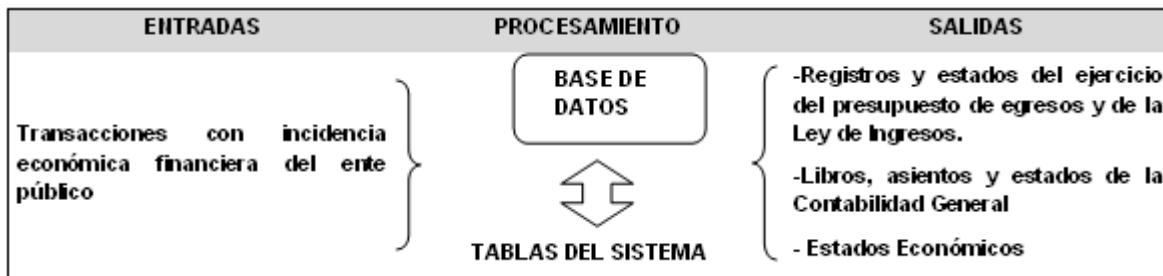 ENTRADAS
PROCESAMIENTO
SALIDAS
Transacciones con incidencia
económica financiera del ente
público
BASE DE
DATOS
TABLAS DEL SISTEMA
-Registros y estados del ejercicio
del presupuesto de egresos y de la
Ley de Ingresos.
-Libros, asientos y estados de la
Contabilidad General
- Estados Económicos